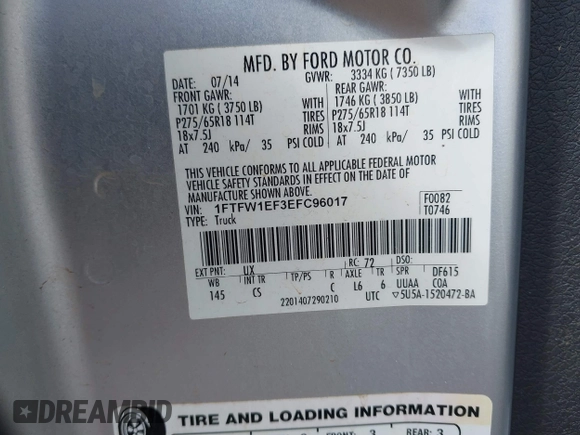 MFD. BY FORD MOTOR CO.
DATE: 07/14 GVWR: 3334 KG ( 7350 LB)
FRONT GAWR: REAR GAWR:
1701 KG ( 3750 LB) WITH 1746 KG ( 3850 LB) WITH
P275/65R18 114T TIRES P275/65R18 114T TIRES
18x7.5J RIMS 18x7.5J RIMS
AT 240 kPa/ 35 PSI COLD AT 240 kPa/ 35 PSI COLD
THIS VEHICLE CONFORMS TO ALL APPLICABLE FEDERAL MOTOR
VEHICLE SAFETY STANDARDS IN EFFECT ON THE DATE OF
MANUFACTURE SHOWN ABOVE.
VIN: 1FTFW1EF3EFC96017 F0082
TYPE: Truck T0746
EXT PNT: UX RC: 72 DSO:
WB INT TR TP/PS R AXLE TR SPR DF615
145 CS C L6 6 UUAA COA
2201407290210 UTC ▽5U5A-1520472-BA
TIRE AND LOADING INFORMATION
FRONT: 3 REAR: 3
DREAMBID